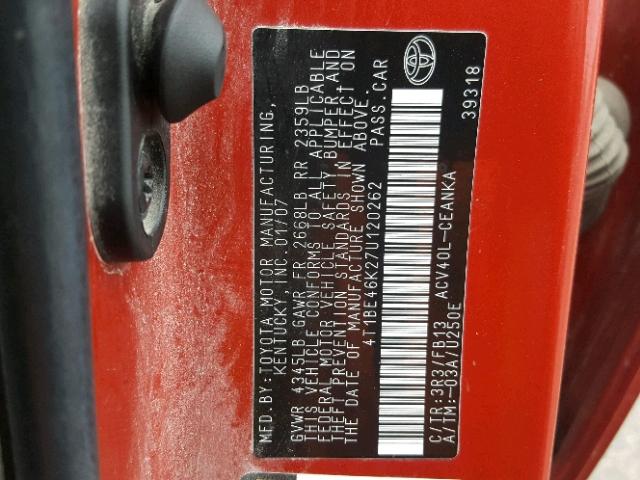 MFD.BY:TOYOTA MOTOR MANUFACTURING,
KENTUCKY, INC. 01/07
GVWR 4345LB GAWR FR 2668LB RR 2359LB
THIS VEHICLE CONFORMS TO ALL APPLICABLE
FEDERAL MOTOR VEHICLE SAFETY, BUMPER AND
THEFT PREVENTION STANDARDS IN EFFECT ON
THE DATE OF MANUFACTURE SHOWN ABOVE.
4T1BE46K27U120262 PASS.CAR
C/TR:3R3/FB13 ACV40L-CEANKA
A/TM:-03A/U250E
39318